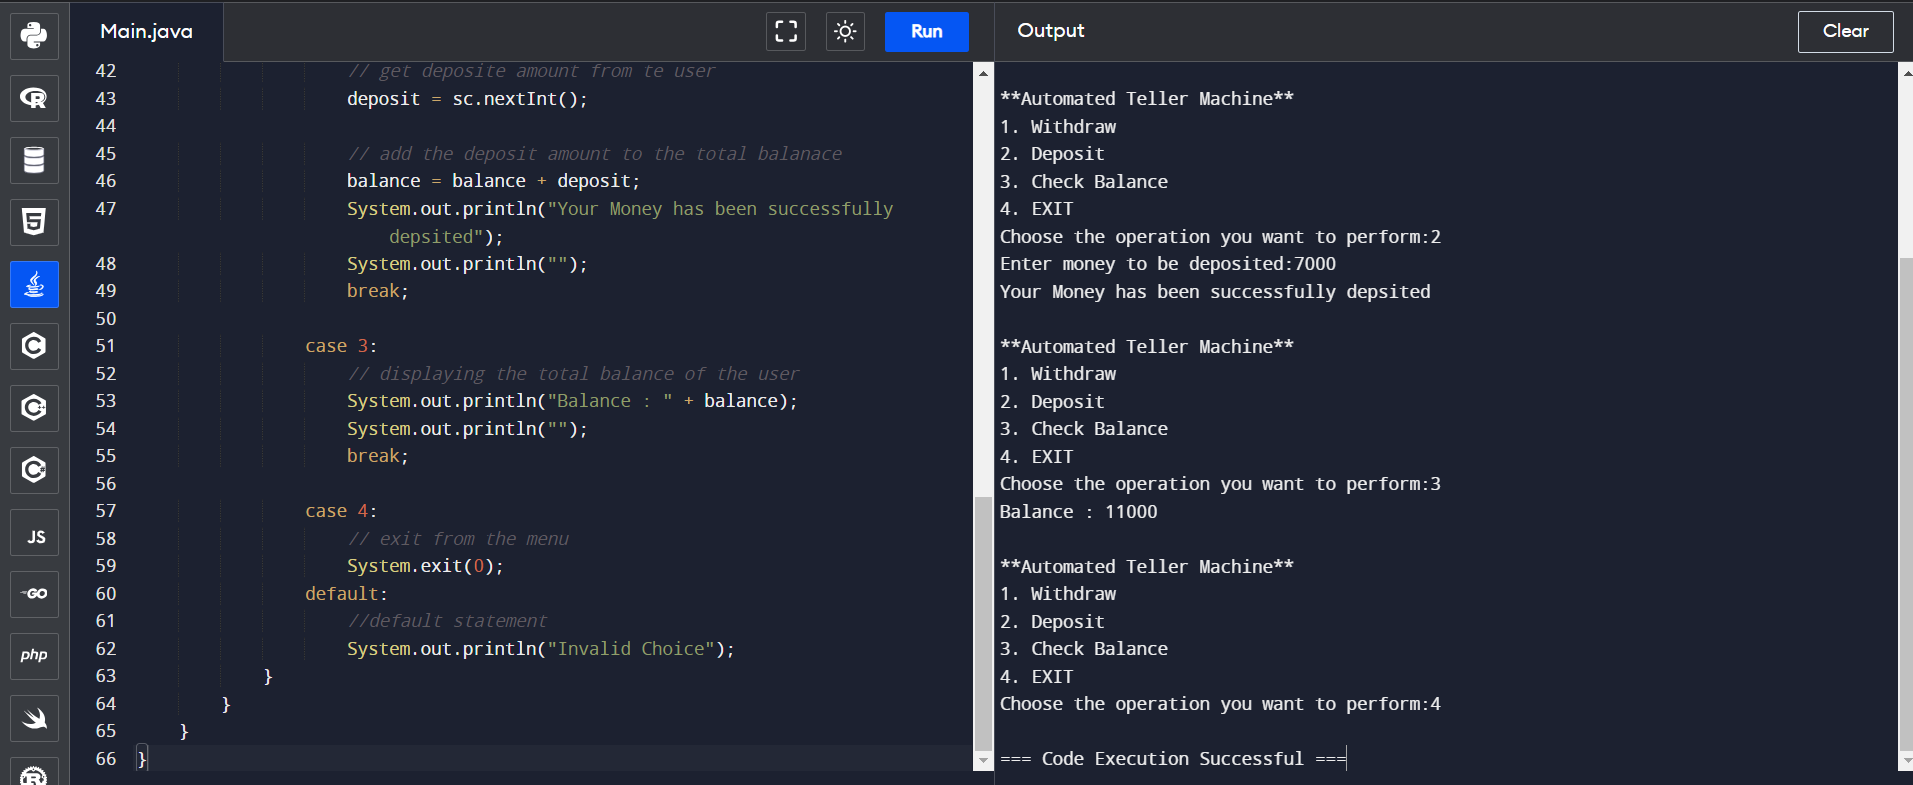 Main.java
Run
42 // get deposite amount from te user
43 deposit = sc.nextInt();
44
45 // add the deposit amount to the total balanace
46 balance = balance + deposit;
47 System.out.println("Your Money has been successfully
depsited");
48 System.out.println("");
49 break;
50
51 case 3:
52 // displaying the total balance of the user
53 System.out.println("Balance : " + balance);
54 System.out.println("");
55 break;
56
57 case 4:
58 // exit from the menu
59 System.exit(0);
60 default:
61 //default statement
62 System.out.println("Invalid Choice");
63 }
64 }
65 }
66 }
Output
Clear
**Automated Teller Machine**
1. Withdraw
2. Deposit
3. Check Balance
4. EXIT
Choose the operation you want to perform:2
Enter money to be deposited:7000
Your Money has been successfully depsited
**Automated Teller Machine**
1. Withdraw
2. Deposit
3. Check Balance
4. EXIT
Choose the operation you want to perform:3
Balance : 11000
**Automated Teller Machine**
1. Withdraw
2. Deposit
3. Check Balance
4. EXIT
Choose the operation you want to perform:4
=== Code Execution Successful ===
R
5
C
C++
C#
JS
GO
php
R